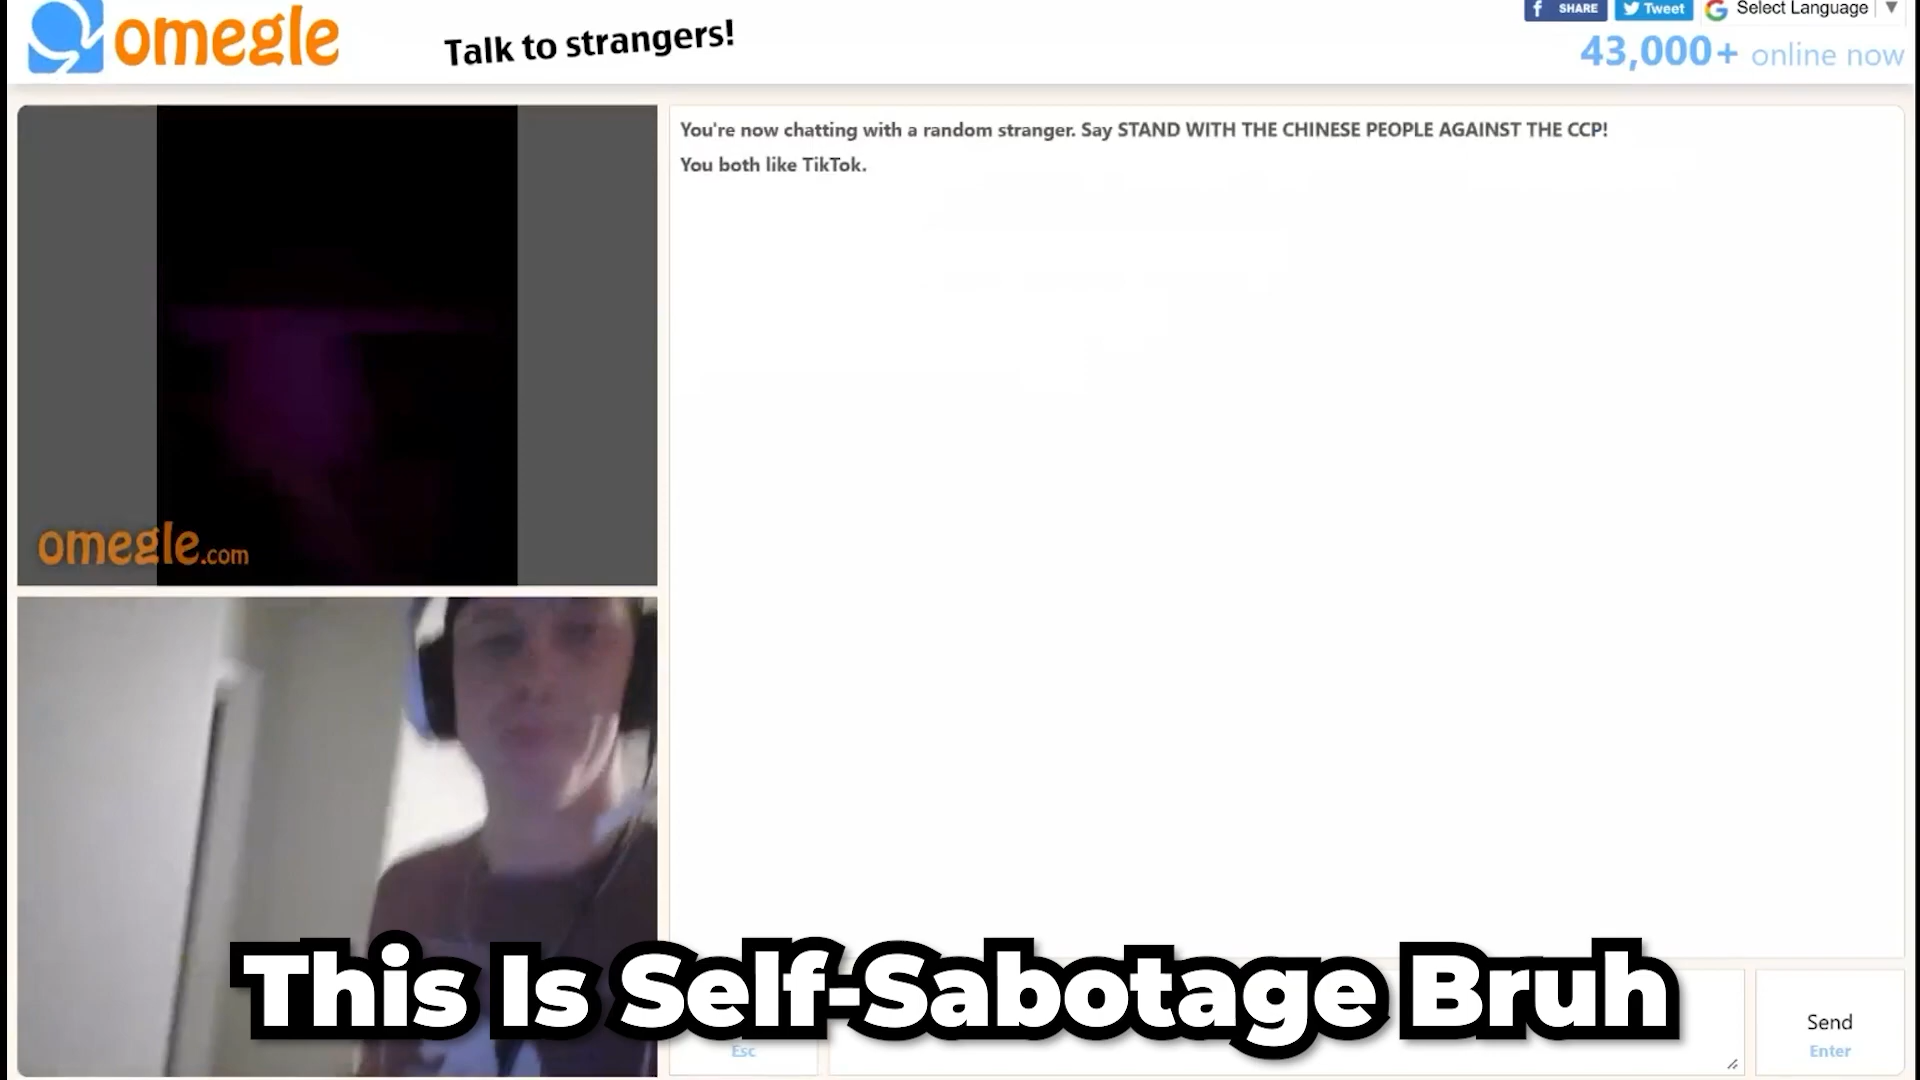 omegle
Talk to strangers!
SHARE
Tweet
Select Language
43,000+ online now
You're now chatting with a random stranger. Say STAND WITH THE CHINESE PEOPLE AGAINST THE CCP!
You both like TikTok.
omegle.com
This Is Self-Sabotage Bruh
Esc
Send
Enter